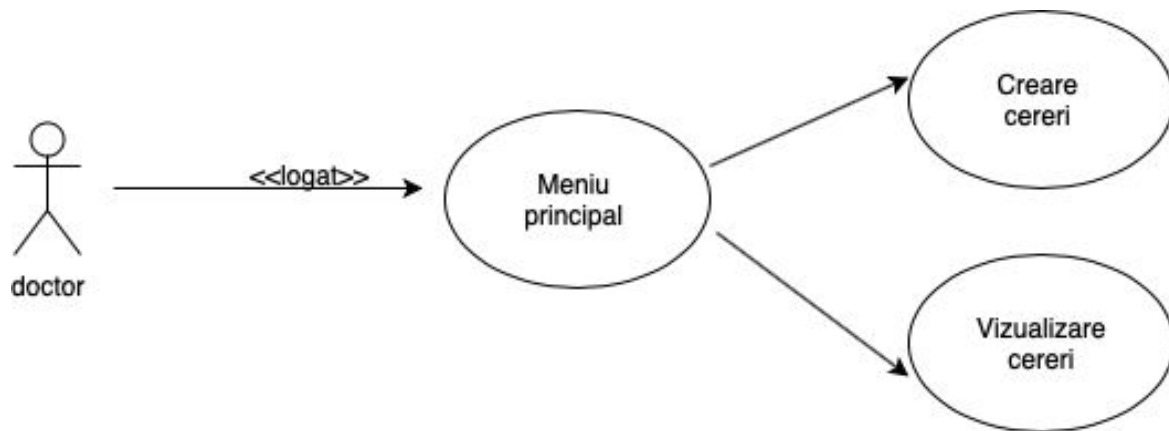 Creare
cereri
<<logat>>
Meniu
principal
doctor
Vizualizare
cereri